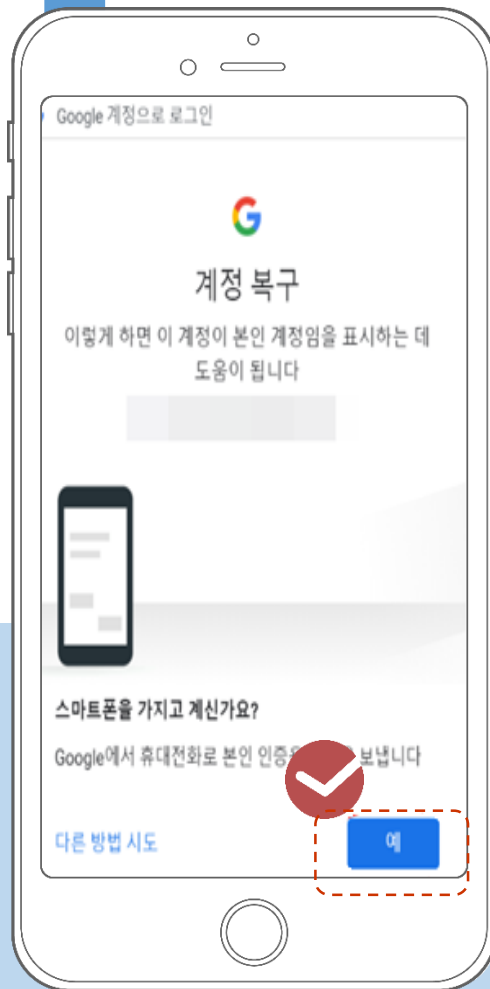 Google 계정으로 로그인
계정 복구
이렇게 하면 이 계정이 본인 계정임을 표시하는 데
도움이 됩니다
스마트폰을 가지고 계신가요?
Google에서 휴대전화로 본인 보냅니다
다른 방법 시도
예